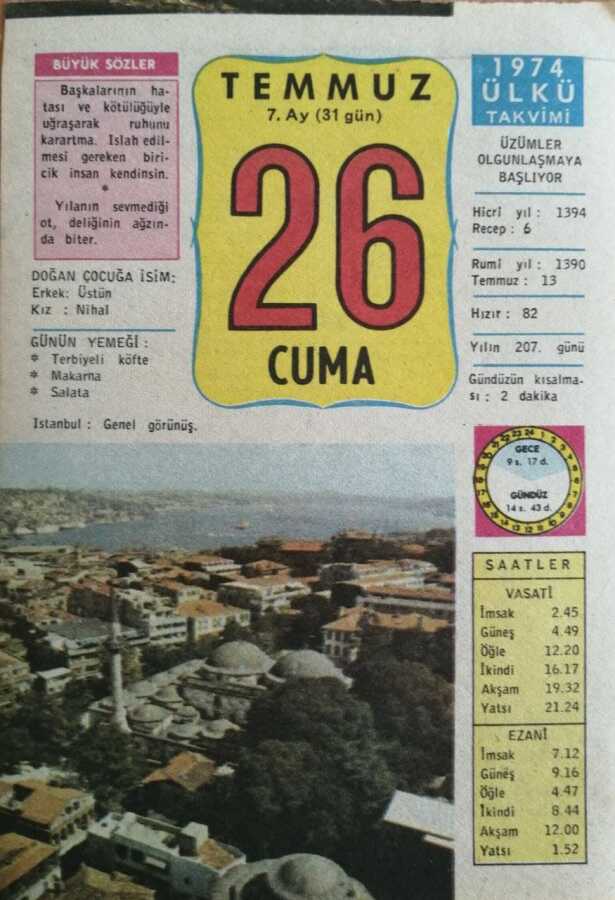 BÜYÜK SÖZLER
Başkalarının ha-
tası ve kötülüğüyle
uğraşarak ruhunu
karartma. Islah edil-
mesi gereken biri-
cik insan kendinsin.
*
Yılanın sevmediği
ot, deliğinin ağzın-
da biter.
DOĞAN ÇOCUĞA İSİM:
Erkek: Üstün
Kız : Nihal
GÜNÜN YEMEĞİ :
* Terbiyeli köfte
* Makarna
* Salata
TEMMUZ
7. Ay (31 gün)
26
CUMA
1974
ÜLKÜ
TAKVİMİ
ÜZÜMLER
OLGUNLAŞMAYA
BAŞLIYOR
Hicrî yıl : 1394
Recep : 6
Rumî yıl : 1390
Temmuz : 13
Hızır : 82
Yılın 207. günü
Gündüzün kısalma-
sı : 2 dakika
İstanbul : Genel görünüş.
GECE
9 s. 17 d.
GÜNDÜZ
14 s. 43 d.
SAATLER
VASATİ
İmsak 2.45
Güneş 4.49
Öğle 12.20
İkindi 16.17
Akşam 19.32
Yatsı 21.24
EZANİ
İmsak 7.12
Güneş 9.16
Öğle 4.47
İkindi 8.44
Akşam 12.00
Yatsı 1.52